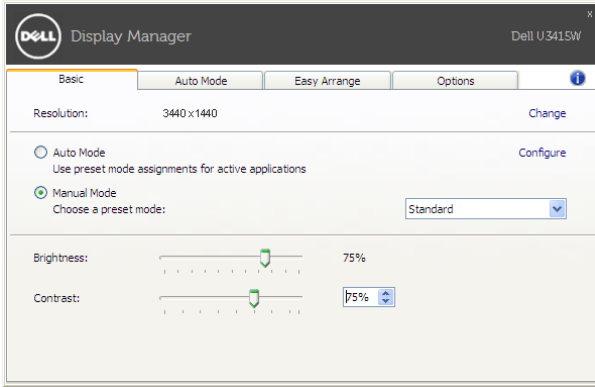 x
DELL Display Manager Dell U3415W
Basic Auto Mode Easy Arrange Options i
Resolution: 3440 x1440 Change
Auto Mode Configure
Use preset mode assignments for active applications
Manual Mode
Choose a preset mode: Standard
Brightness: 75%
Contrast: 75%